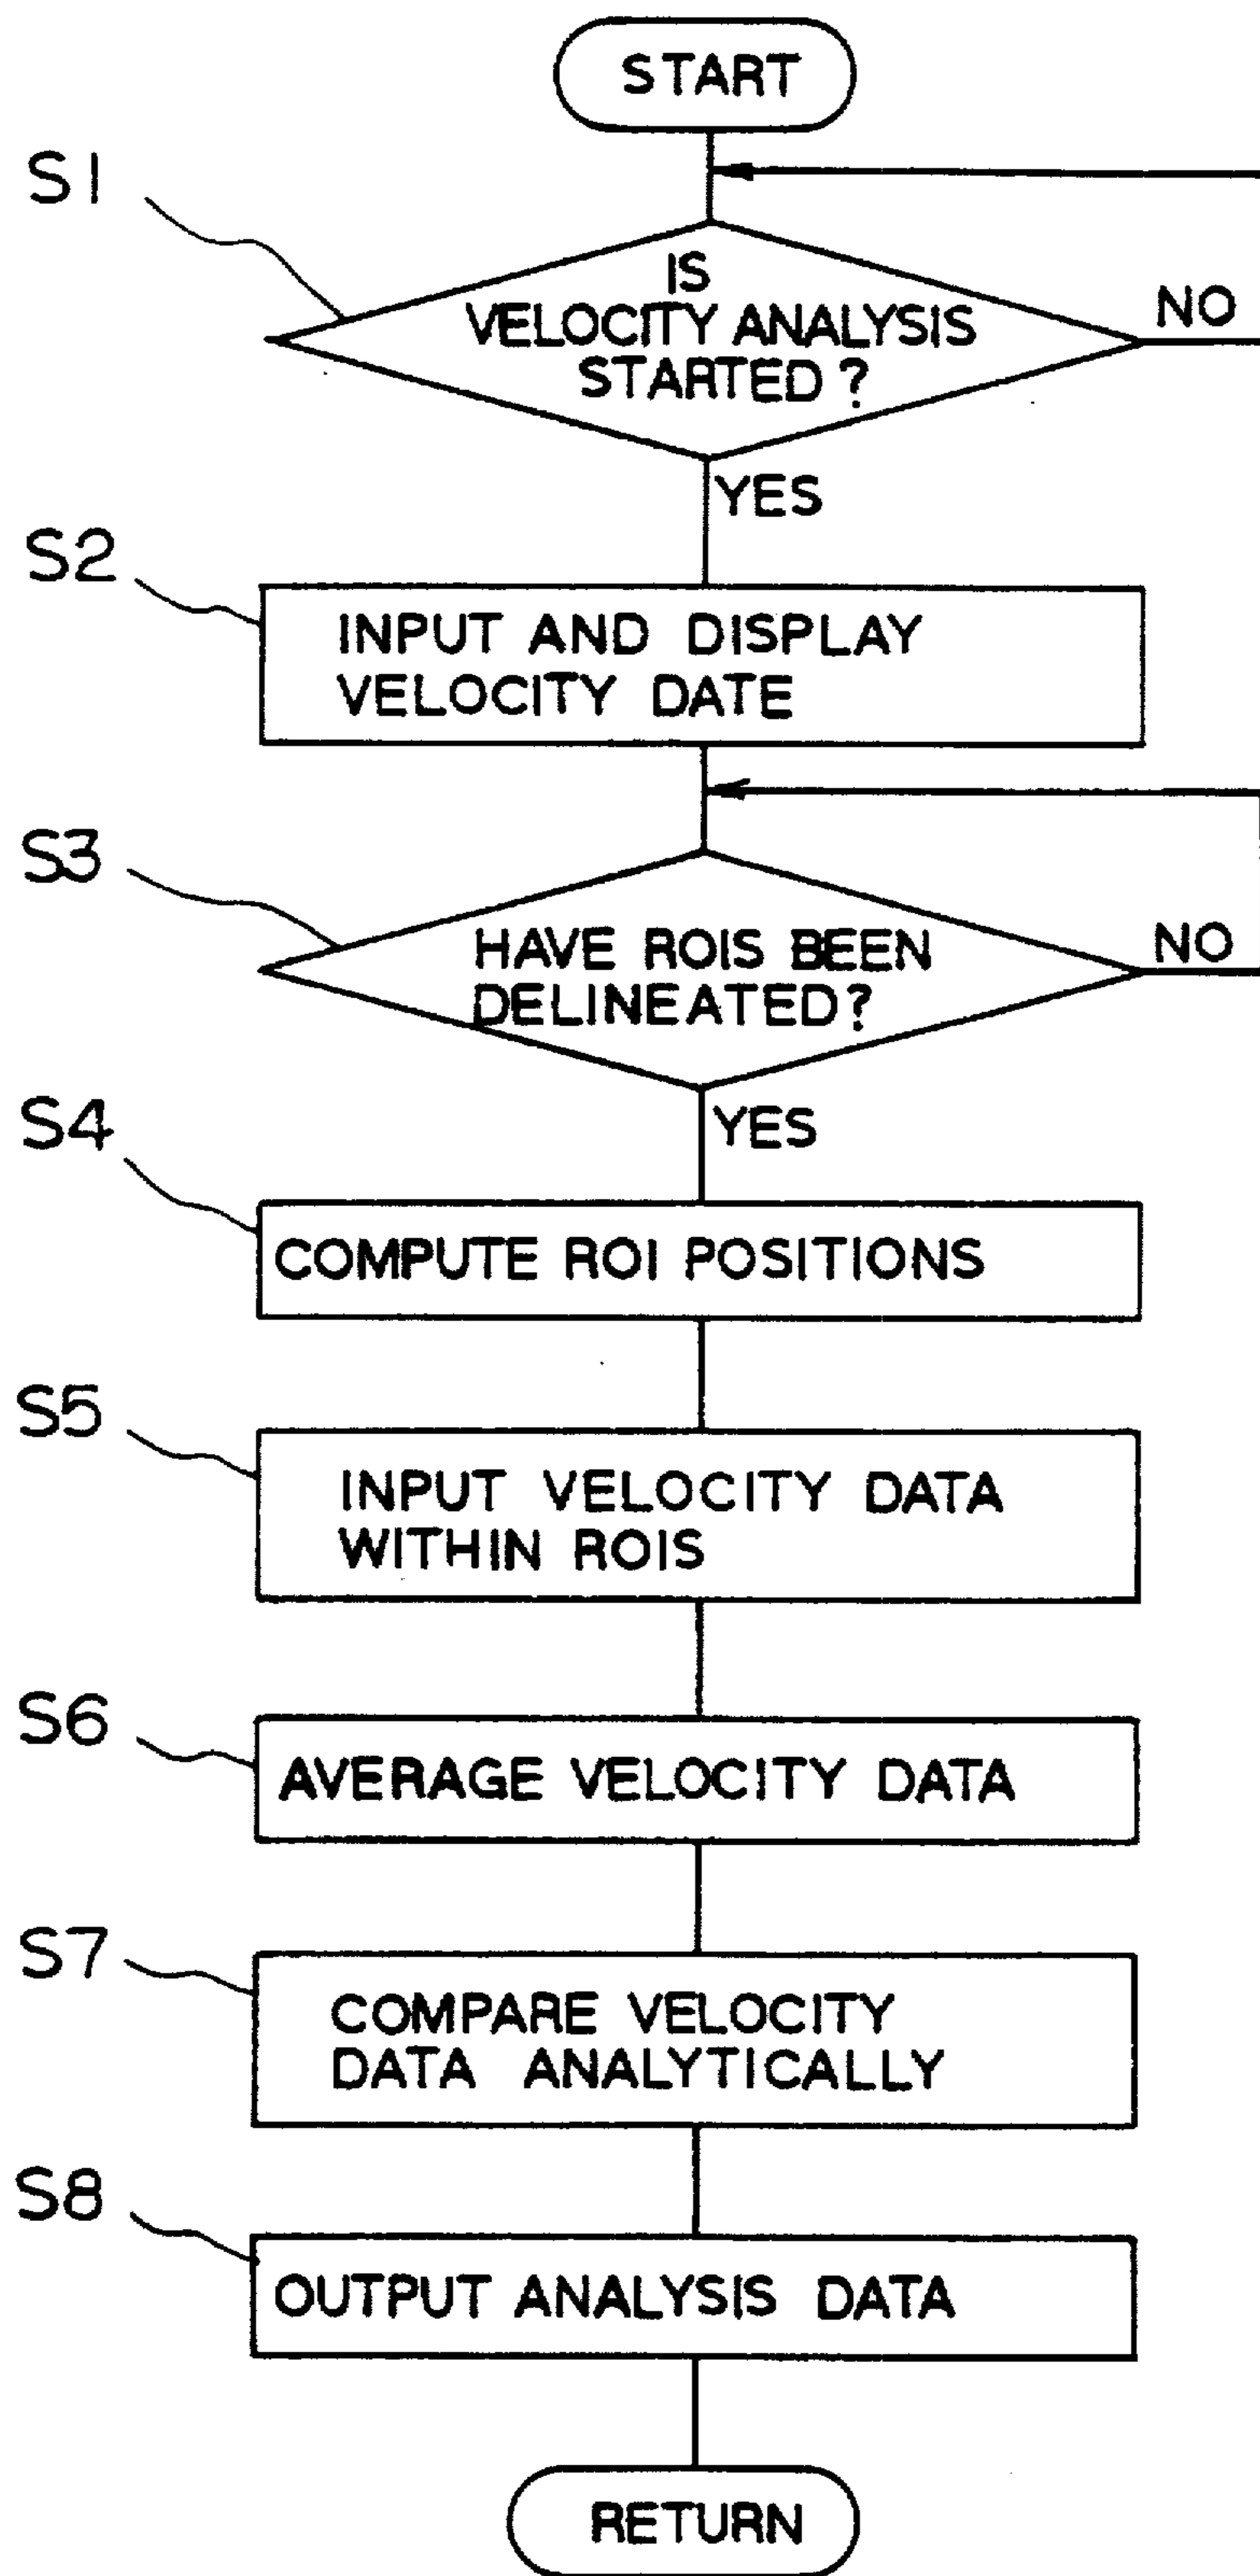 START
S1
IS
VELOCITY ANALYSIS
STARTED?
NO
YES
S2
INPUT AND DISPLAY
VELOCITY DATE
S3
HAVE ROIS BEEN
DELINEATED?
NO
YES
S4
COMPUTE ROI POSITIONS
S5
INPUT VELOCITY DATA
WITHIN ROIS
S6
AVERAGE VELOCITY DATA
S7
COMPARE VELOCITY
DATA ANALYTICALLY
S8
OUTPUT ANALYSIS DATA
RETURN